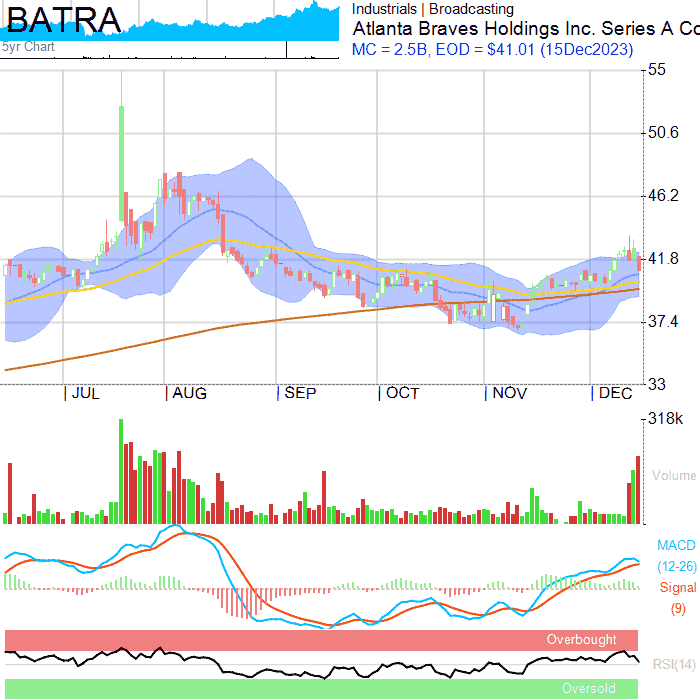 BATRA
5yr Chart
Industrials | Broadcasting
Atlanta Braves Holdings Inc. Series A Co
MC = 2.5B, EOD = $41.01 (15Dec2023)
55
50.6
46.2
41.8
37.4
33
JUL
AUG
SEP
OCT
NOV
DEC
318k
Volume
MACD
(12-26)
Signal
(9)
Overbought
RSI(14)
Oversold